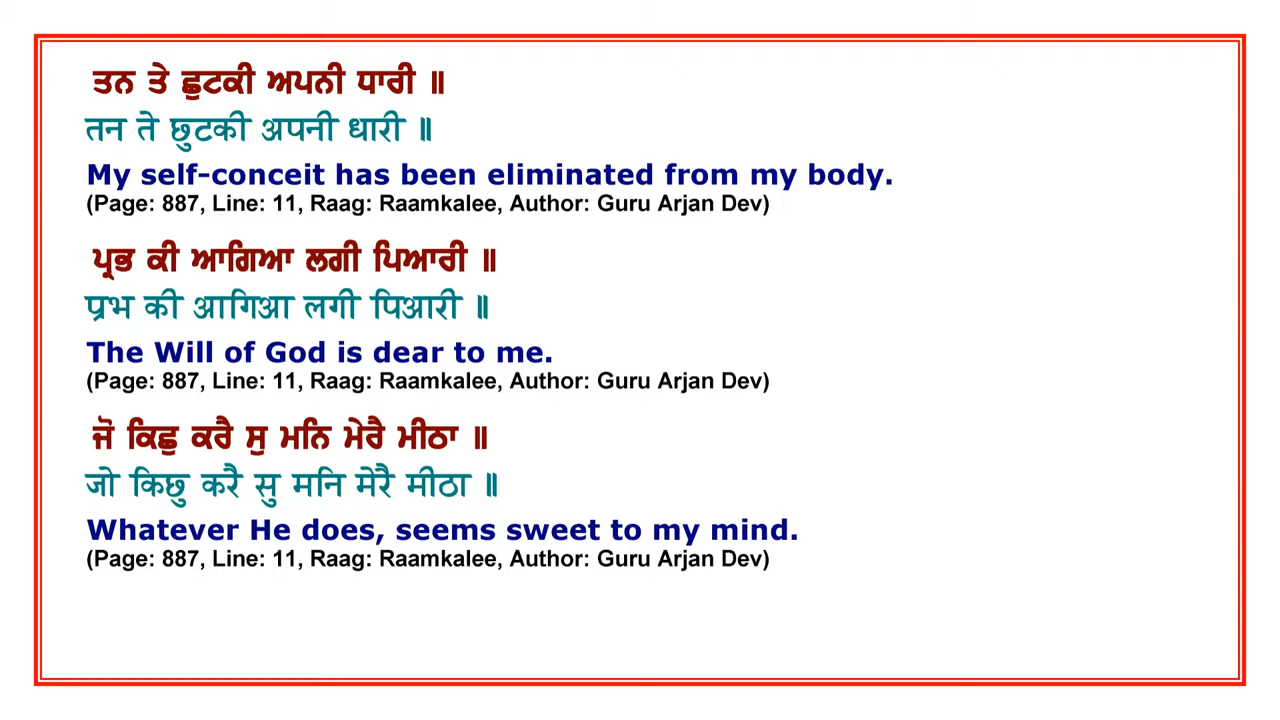 ਤਨ ਤੇ ਛੁਟਕੀ ਅਪਨੀ ਧਾਰੀ ॥
तन ते छुटकी अपनी धारी ॥
My self-conceit has been eliminated from my body.
(Page: 887, Line: 11, Raag: Raamkalee, Author: Guru Arjan Dev)
ਪ੍ਰਭ ਕੀ ਆਗਿਆ ਲਗੀ ਪਿਆਰੀ ॥
प्रभ की आगिआ लगी पिआरी ॥
The Will of God is dear to me.
(Page: 887, Line: 11, Raag: Raamkalee, Author: Guru Arjan Dev)
ਜੋ ਕਿਛੁ ਕਰੈ ਸੁ ਮਨਿ ਮੇਰੈ ਮੀਠਾ ॥
जो किछु करै सु मनि मेरै मीठा ॥
Whatever He does, seems sweet to my mind.
(Page: 887, Line: 11, Raag: Raamkalee, Author: Guru Arjan Dev)